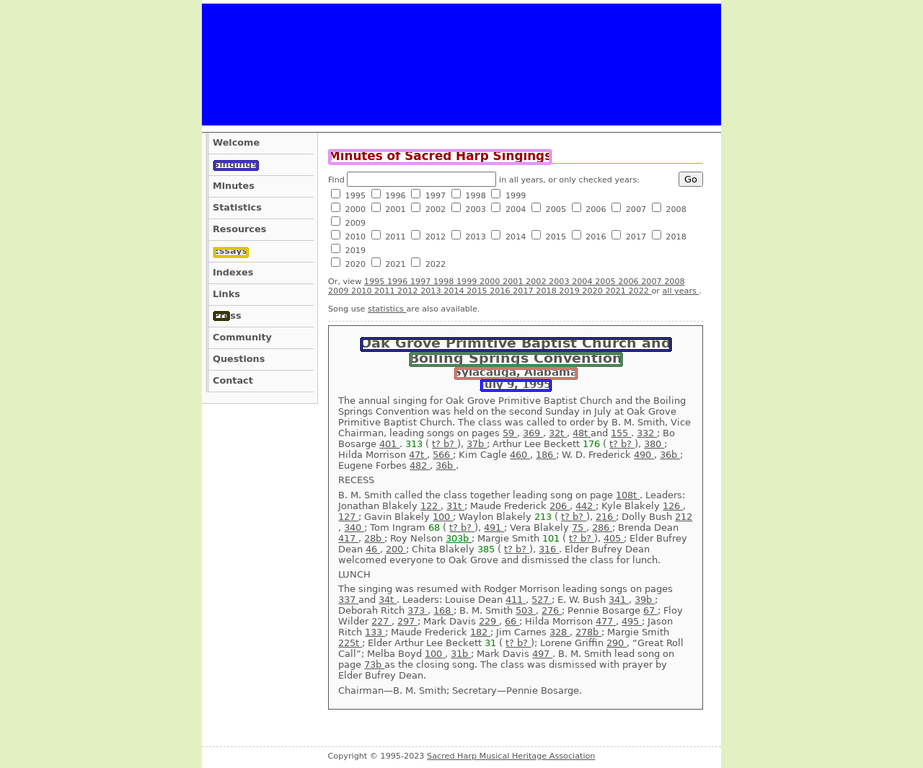 Welcome
Singings
Minutes
Statistics
Resources
Essays
Indexes
Links
ss
Community
Questions
Contact
Minutes of Sacred Harp Singings
Find in all years, or only checked years: Go
1995 1996 1997 1998 1999
2000 2001 2002 2003 2004 2005 2006 2007 2008
2009
2010 2011 2012 2013 2014 2015 2016 2017 2018
2019
2020 2021 2022
Or, view 1995 1996 1997 1998 1999 2000 2001 2002 2003 2004 2005 2006 2007 2008
2009 2010 2011 2012 2013 2014 2015 2016 2017 2018 2019 2020 2021 2022 or all years .
Song use statistics are also available.
Oak Grove Primitive Baptist Church and
Boiling Springs Convention
Sylacauga, Alabama
July 9, 1995
The annual singing for Oak Grove Primitive Baptist Church and the Boiling
Springs Convention was held on the second Sunday in July at Oak Grove
Primitive Baptist Church. The class was called to order by B. M. Smith, Vice
Chairman, leading songs on pages 59 , 369 , 32t , 48t and 155 . 332 ; Bo
Bosarge 401 . 313 ( t? b? ), 37b ; Arthur Lee Beckett 176 ( t? b? ), 380 ;
Hilda Morrison 47t , 566 ; Kim Cagle 460 , 186 ; W. D. Frederick 490 , 36b ;
Eugene Forbes 482 , 36b .
RECESS
B. M. Smith called the class together leading song on page 108t . Leaders:
Jonathan Blakely 122 , 31t ; Maude Frederick 206 , 442 ; Kyle Blakely 126 ,
127 ; Gavin Blakely 100 ; Waylon Blakely 213 ( t? b? ), 216 ; Dolly Bush 212
, 340 ; Tom Ingram 68 ( t? b? ), 491 ; Vera Blakely 75 , 286 ; Brenda Dean
417 , 28b ; Roy Nelson 303b ; Margie Smith 101 ( t? b? ), 405 ; Elder Bufrey
Dean 46 , 200 ; Chita Blakely 385 ( t? b? ), 316 . Elder Bufrey Dean
welcomed everyone to Oak Grove and dismissed the class for lunch.
LUNCH
The singing was resumed with Rodger Morrison leading songs on pages
337 and 34t . Leaders: Louise Dean 411 , 527 ; E. W. Bush 341 , 39b ;
Deborah Ritch 373 , 168 ; B. M. Smith 503 , 276 ; Pennie Bosarge 67 ; Floy
Wilder 227 , 297 ; Mark Davis 229 , 66 ; Hilda Morrison 477 , 495 ; Jason
Ritch 133 ; Maude Frederick 182 ; Jim Carnes 328 , 278b ; Margie Smith
225t ; Elder Arthur Lee Beckett 31 ( t? b? ); Lorene Griffin 290 , “Great Roll
Call”; Melba Boyd 100 , 31b ; Mark Davis 497 . B. M. Smith lead song on
page 73b as the closing song. The class was dismissed with prayer by
Elder Bufrey Dean.
Chairman—B. M. Smith; Secretary—Pennie Bosarge.
Copyright © 1995-2023 Sacred Harp Musical Heritage Association